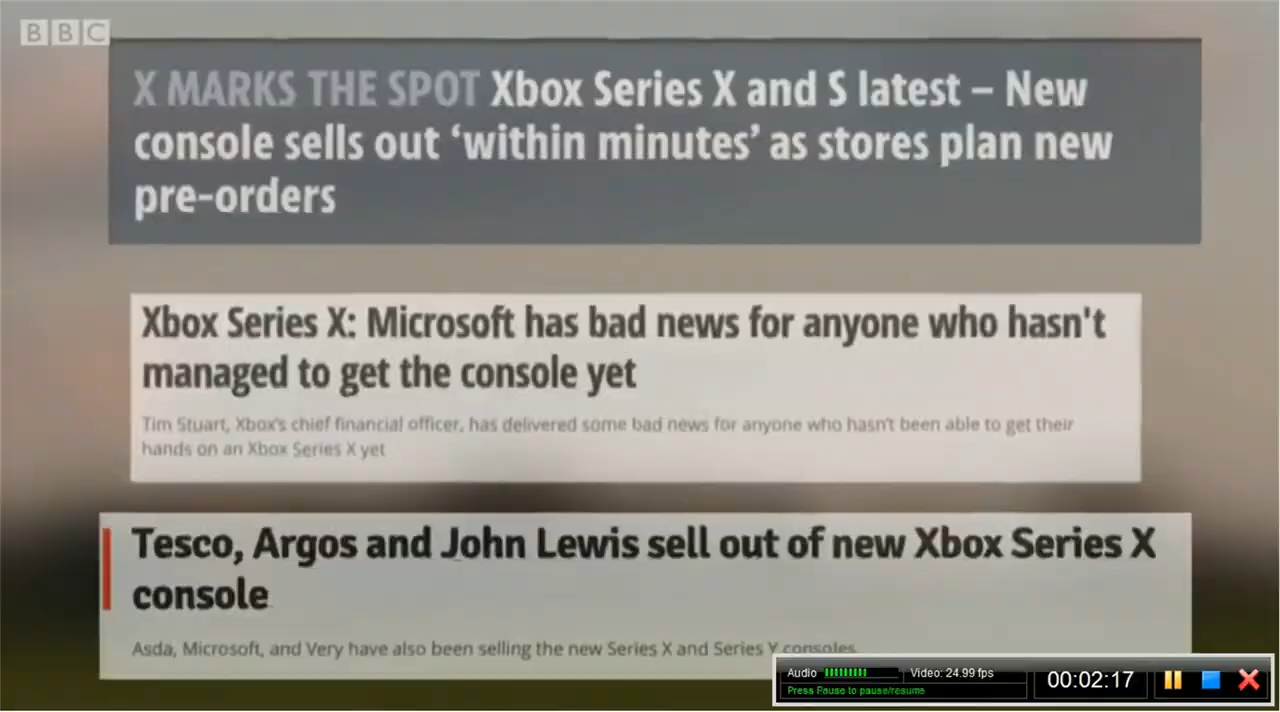 BBC
X MARKS THE SPOT Xbox Series X and S latest – New
console sells out ‘within minutes’ as stores plan new
pre-orders
Xbox Series X: Microsoft has bad news for anyone who hasn't
managed to get the console yet
Tim Stuart, Xbox's chief financial officer, has delivered some bad news for anyone who hasn't been able to get their
hands on an Xbox Series X yet
Tesco, Argos and John Lewis sell out of new Xbox Series X
console
Asda, Microsoft, and Very have also been selling the new Series X and Series Y consoles
Audio Video: 24.99 fps
Press Pause to pause/resume
00:02:17